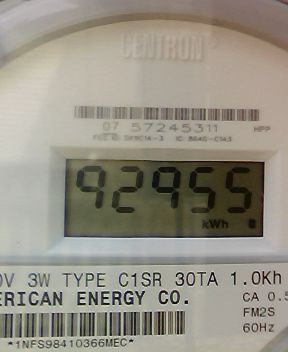 CENTRON®
07 57245311 HPP
92955
kWh
0V 3W TYPE C1SR 30TA 1.0Kh
ERICAN ENERGY CO.
CA 0.5
FM2S
60Hz
*1NFS98410366MEC*